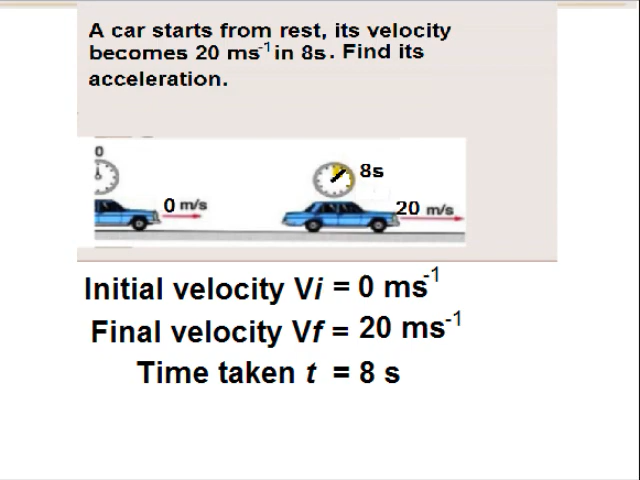 A car starts from rest, its velocity
becomes 20 ms⁻¹ in 8s. Find its
acceleration.
0
8s
0 m/s
20 m/s
Initial velocity Vi = 0 ms⁻¹
Final velocity Vf = 20 ms⁻¹
Time taken t = 8 s